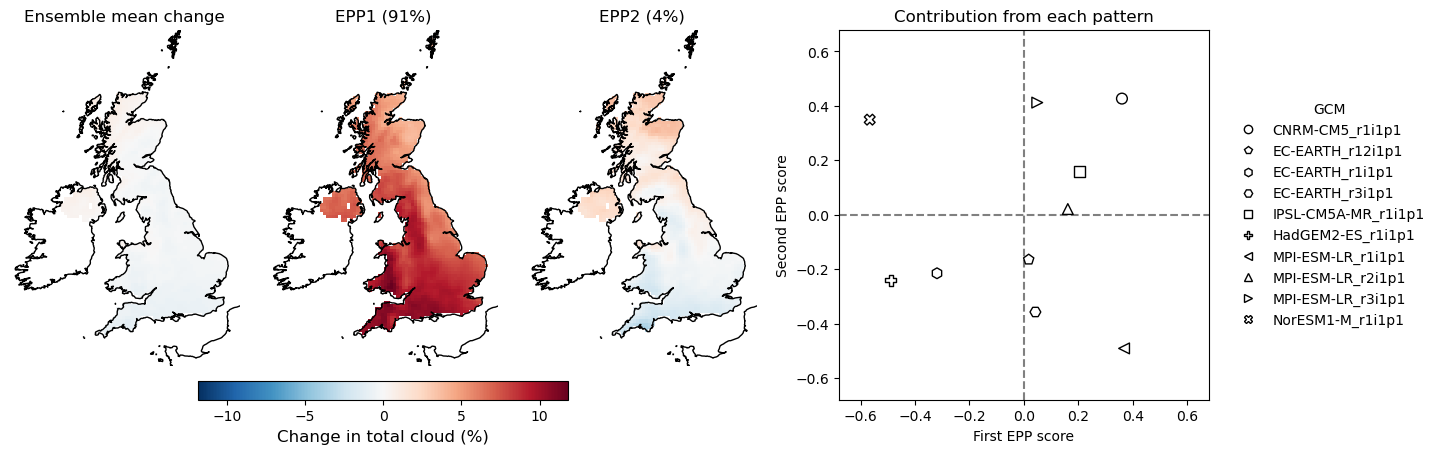 Ensemble mean change
EPP1 (91%)
EPP2 (4%)
−10
−5
0
5
10
Change in total cloud (%)
Contribution from each pattern
Second EPP score
0.6
0.4
0.2
0.0
−0.2
−0.4
−0.6
−0.6
−0.4
−0.2
0.0
0.2
0.4
0.6
First EPP score
GCM
CNRM-CM5_r1i1p1
EC-EARTH_r12i1p1
EC-EARTH_r1i1p1
EC-EARTH_r3i1p1
IPSL-CM5A-MR_r1i1p1
HadGEM2-ES_r1i1p1
MPI-ESM-LR_r1i1p1
MPI-ESM-LR_r2i1p1
MPI-ESM-LR_r3i1p1
NorESM1-M_r1i1p1